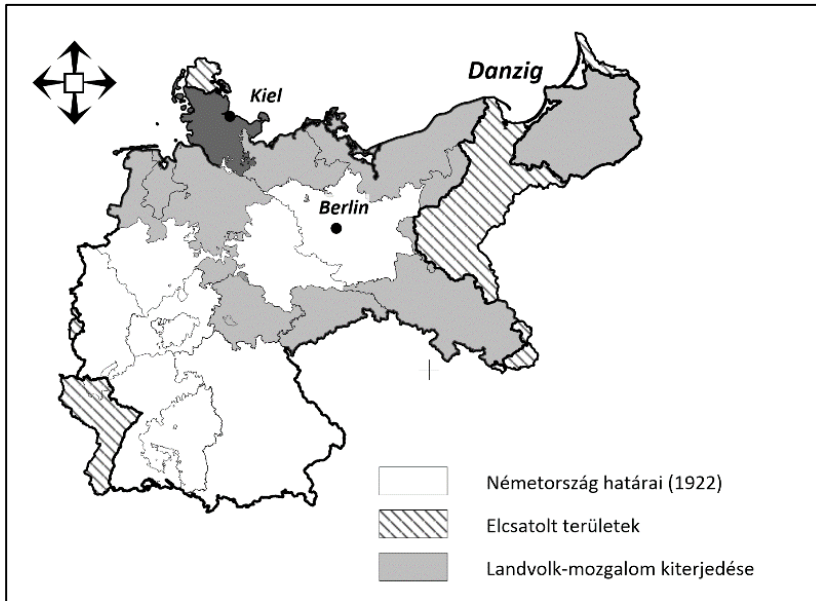 Kiel
Danzig
Berlin
Németország határai (1922)
Elcsatolt területek
Landvolk-mozgalom kiterjedése